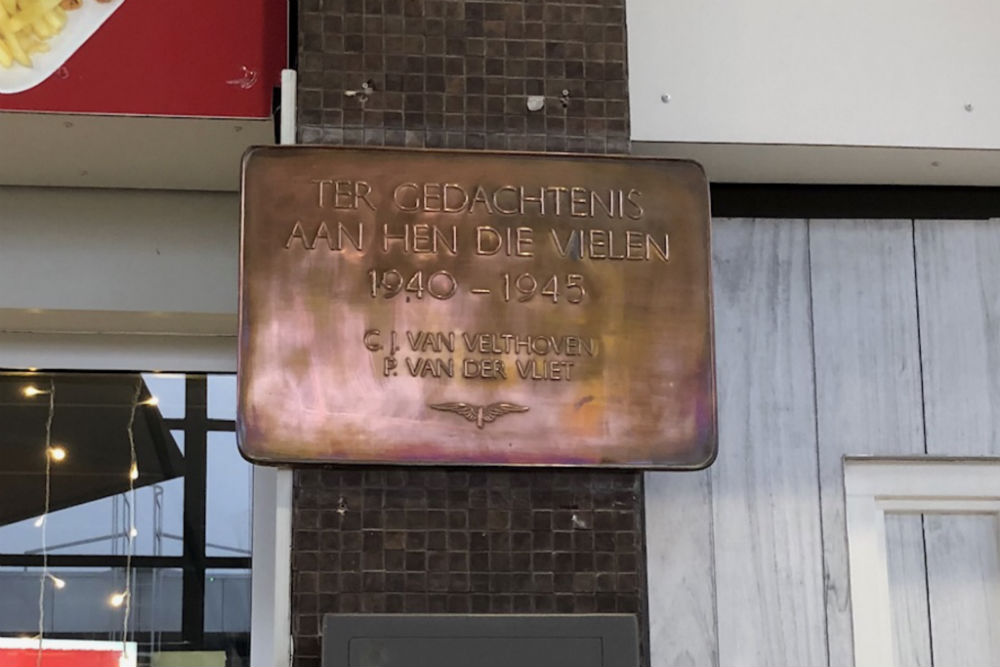 TER GEDACHTENIS
AAN HEN DIE VIELEN
1940 – 1945
C. J. VAN VELTHOVEN
P. VAN DER VLIET